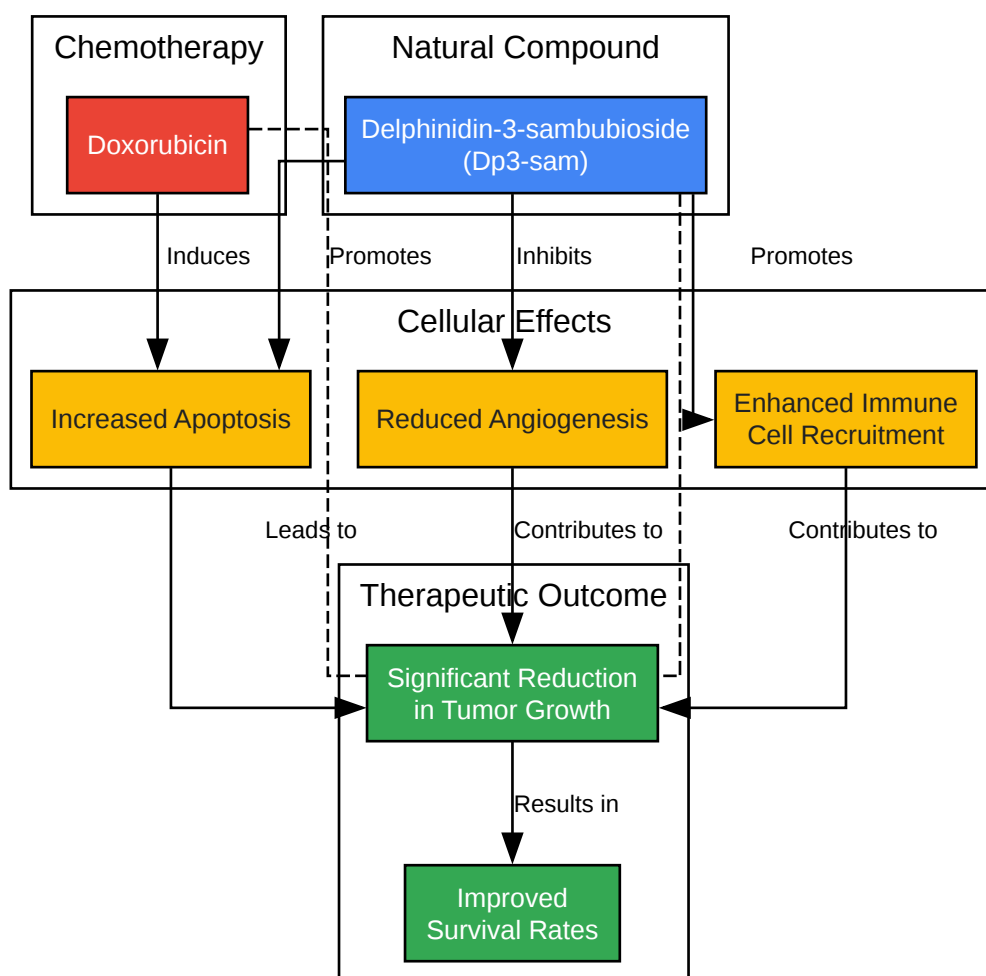 Chemotherapy
Natural Compound
Doxorubicin
Delphinidin-3-sambubioside
(Dp3-sam)
Induces
Promotes
Inhibits
Promotes
Cellular Effects
Increased Apoptosis
Reduced Angiogenesis
Enhanced Immune
Cell Recruitment
Leads to
Contributes to
Contributes to
Therapeutic Outcome
Significant Reduction
in Tumor Growth
Results in
Improved
Survival Rates